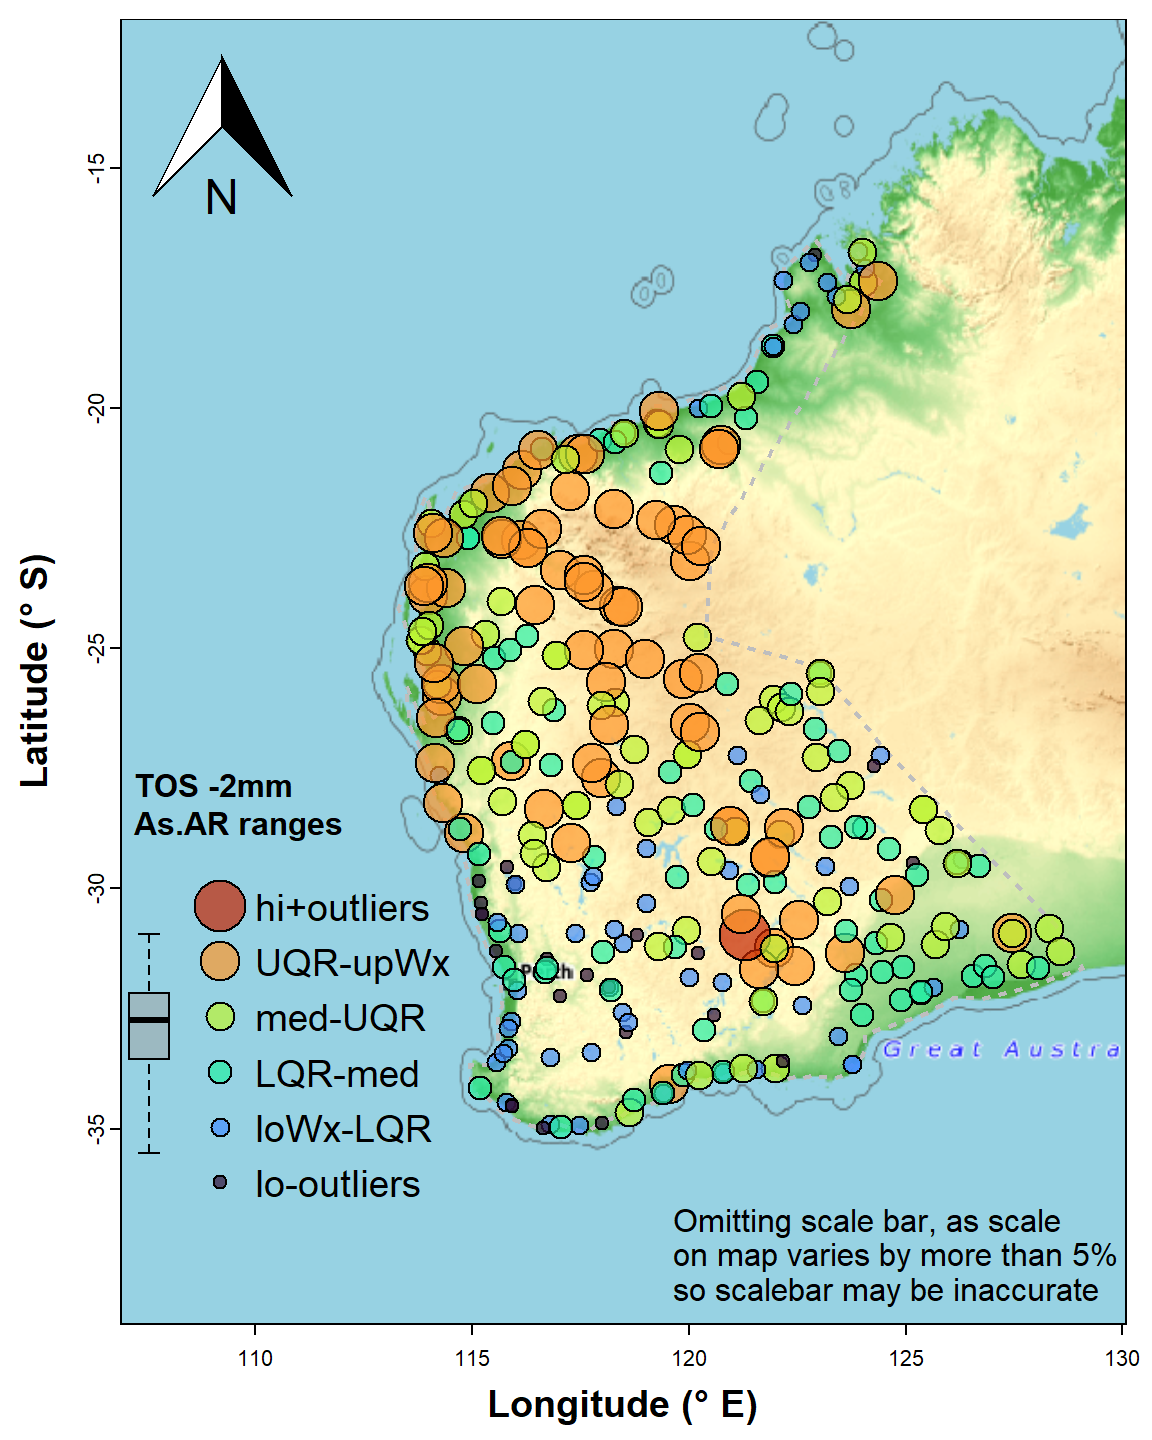 N
-15
-20
-25
-30
-35
Latitude (° S)
TOS -2mm
As.AR ranges
hi+outliers
UQR-upWx
med-UQR
LQR-med
loWx-LQR
lo-outliers
Great Austra
Omitting scale bar, as scale
on map varies by more than 5%
so scalebar may be inaccurate
110
115
120
125
130
Longitude (° E)